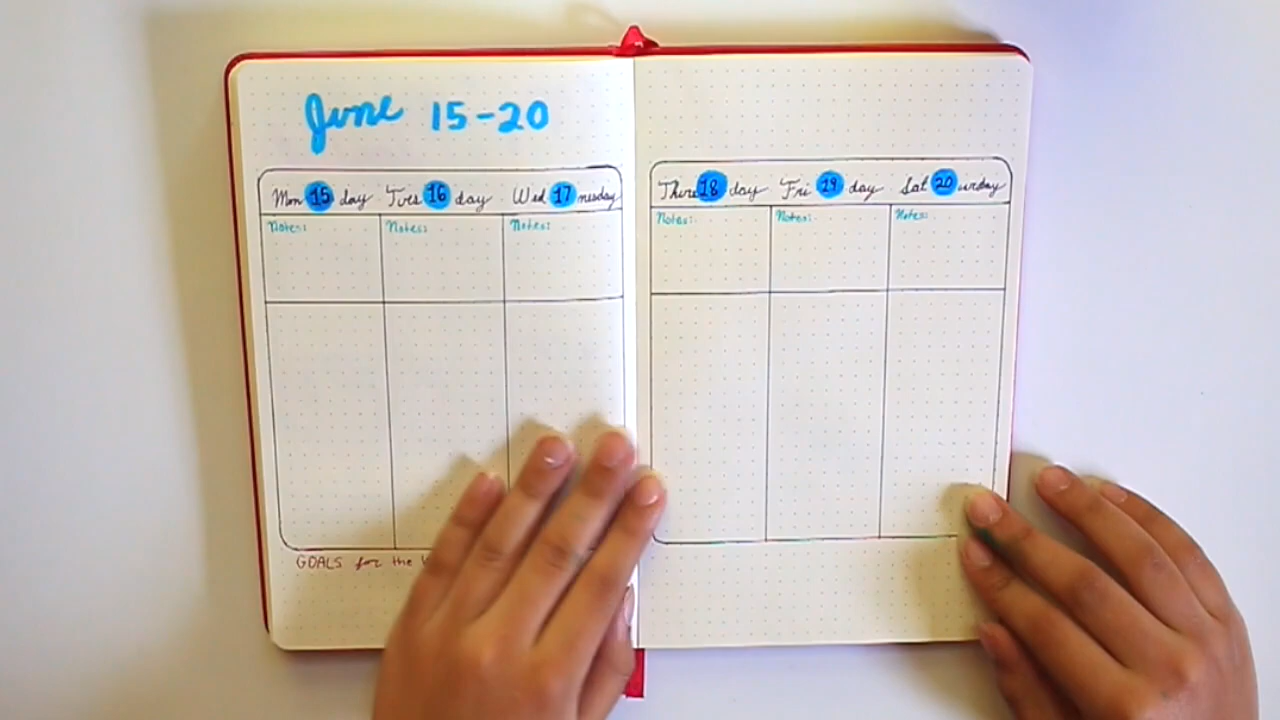 June 15-20
Mon 15 day Tues 16 day Wed 17 nesday
Notes: Notes: Notes:
GOALS for the
Thurs 18 day Fri 19 day Sat 20 urday
Notes: Notes: Notes: